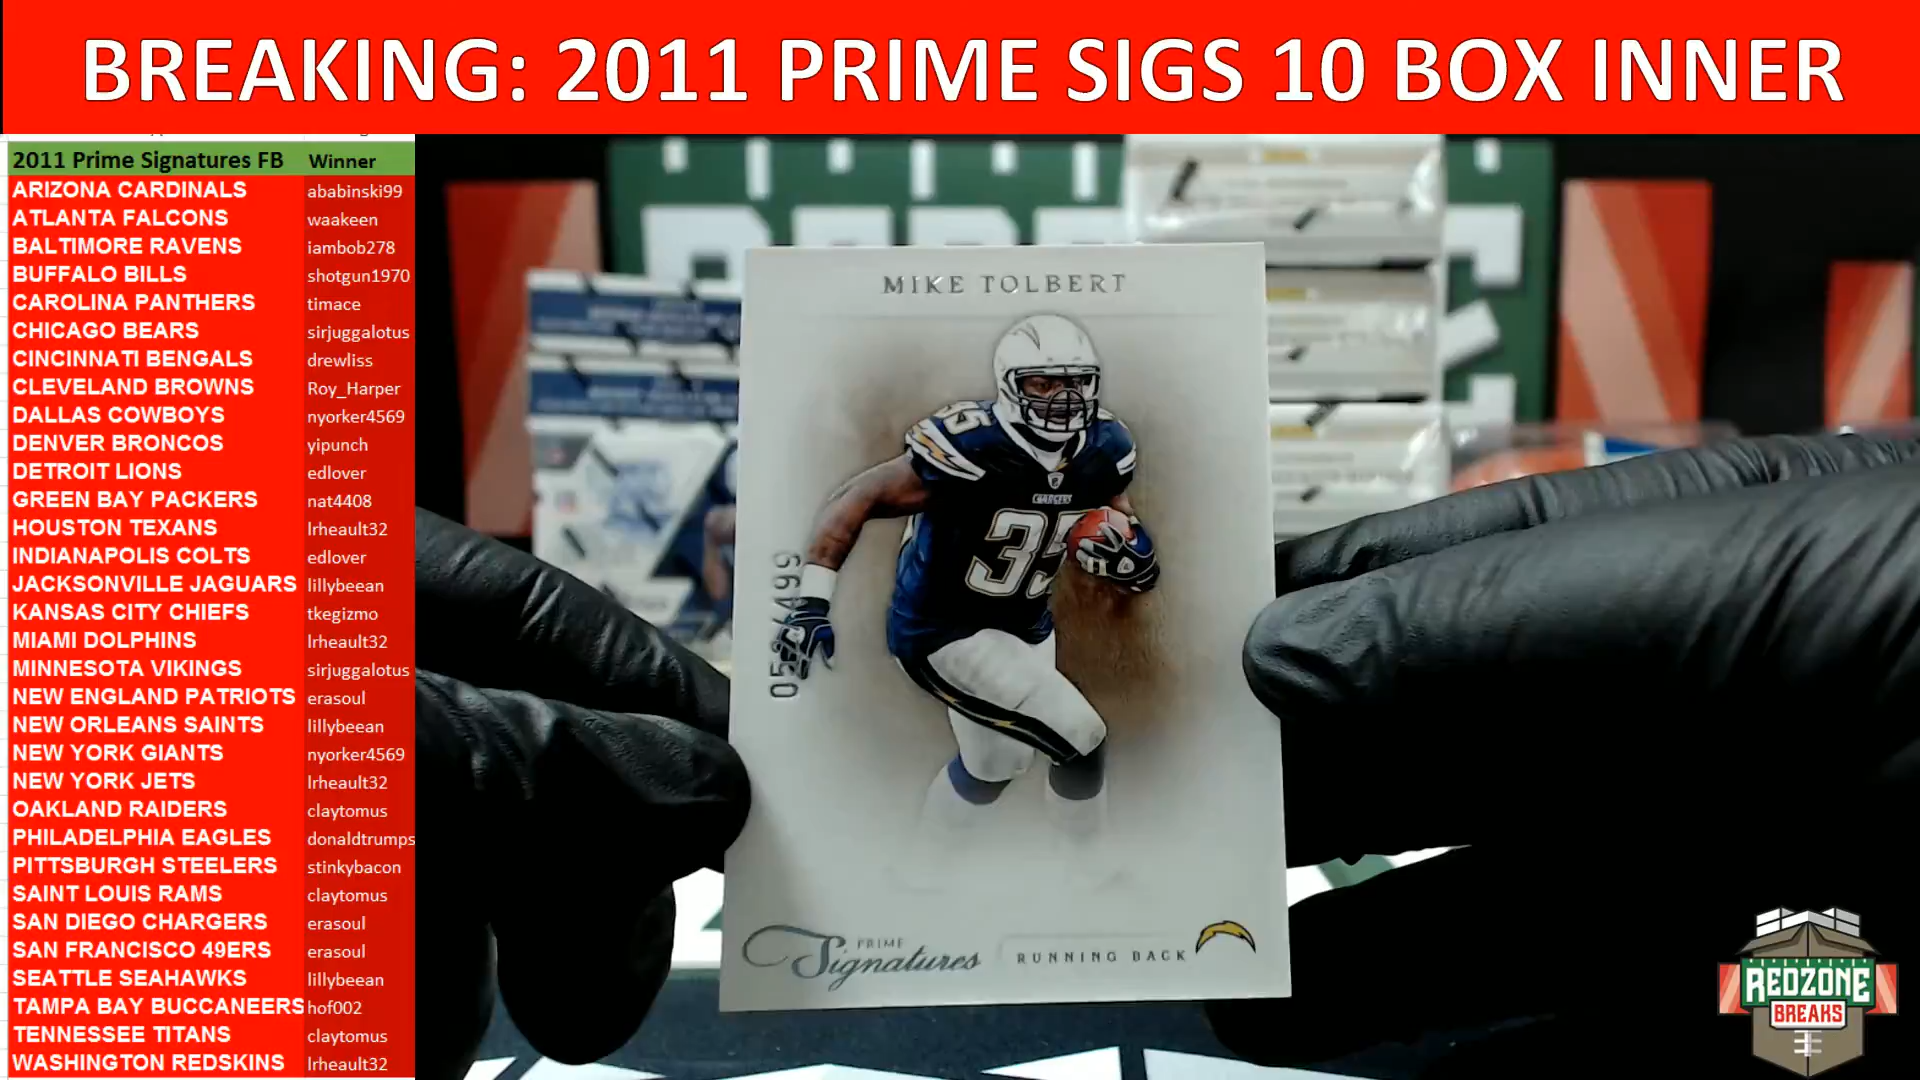 BREAKING: 2011 PRIME SIGS 10 BOX INNER
2011 Prime Signatures FB Winner
ARIZONA CARDINALS ababinski99
ATLANTA FALCONS waakeen
BALTIMORE RAVENS iambob278
BUFFALO BILLS shotgun1970
CAROLINA PANTHERS timace
CHICAGO BEARS sirjuggalotus
CINCINNATI BENGALS drewliss
CLEVELAND BROWNS Roy_Harper
DALLAS COWBOYS nyorker4569
DENVER BRONCOS yipunch
DETROIT LIONS edlover
GREEN BAY PACKERS nat4408
HOUSTON TEXANS lrheault32
INDIANAPOLIS COLTS edlover
JACKSONVILLE JAGUARS lillybeean
KANSAS CITY CHIEFS tkegizmo
MIAMI DOLPHINS lrheault32
MINNESOTA VIKINGS sirjuggalotus
NEW ENGLAND PATRIOTS erasoul
NEW ORLEANS SAINTS lillybeean
NEW YORK GIANTS nyorker4569
NEW YORK JETS lrheault32
OAKLAND RAIDERS claytomus
PHILADELPHIA EAGLES donaldtrumps
PITTSBURGH STEELERS stinkybacon
SAINT LOUIS RAMS claytomus
SAN DIEGO CHARGERS erasoul
SAN FRANCISCO 49ERS erasoul
SEATTLE SEAHAWKS lillybeean
TAMPA BAY BUCCANEERS hof002
TENNESSEE TITANS claytomus
WASHINGTON REDSKINS lrheault32
MIKE TOLBERT
35
CHARGERS
35
PRIME
Signatures
RUNNING BACK
REDZONE
BREAKS